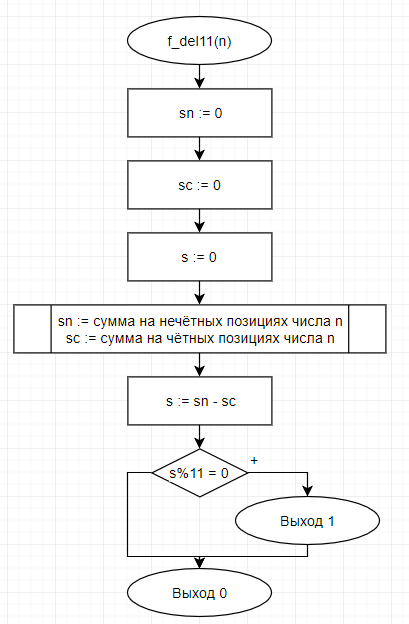 f_del11(n)
sn := 0
sc := 0
s := 0
sn := сумма на нечётных позициях числа n
sc := сумма на чётных позициях числа n
s := sn - sc
s%11 = 0
+
Выход 1
Выход 0